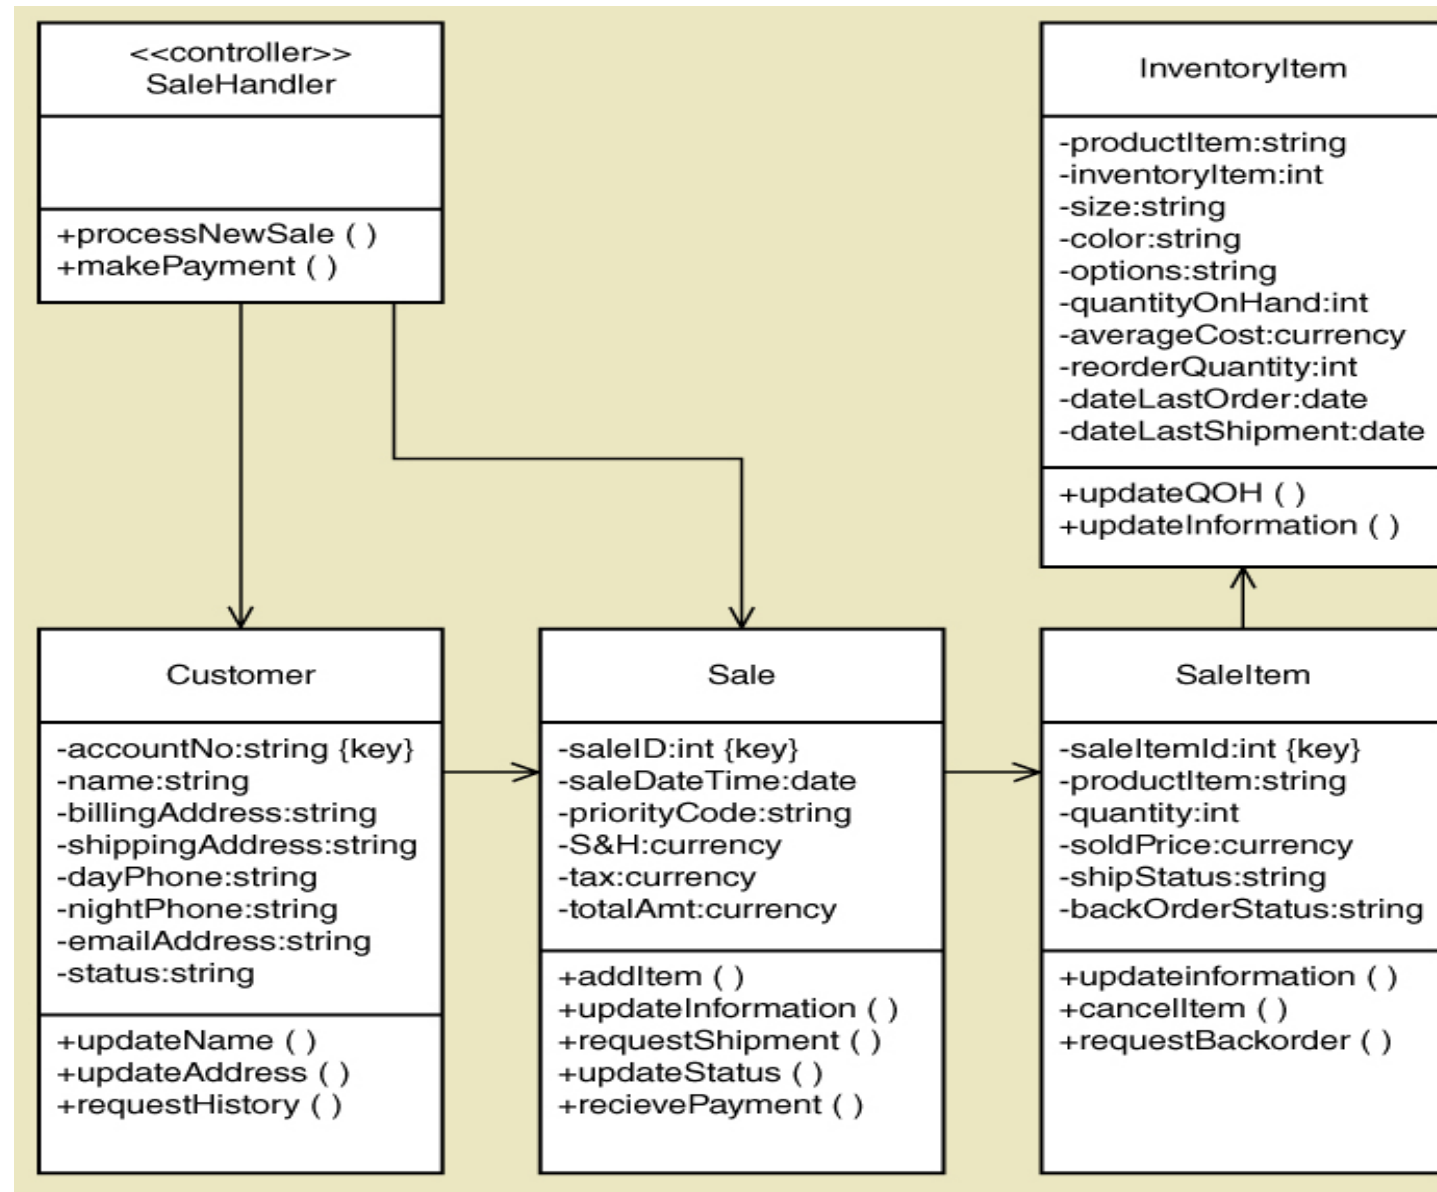 <<controller>>
SaleHandler
+processNewSale ( )
+makePayment ( )
InventoryItem
-productItem:string
-inventoryItem:int
-size:string
-color:string
-options:string
-quantityOnHand:int
-averageCost:currency
-reorderQuantity:int
-dateLastOrder:date
-dateLastShipment:date
+updateQOH ( )
+updateInformation ( )
Customer
-accountNo:string {key}
-name:string
-billingAddress:string
-shippingAddress:string
-dayPhone:string
-nightPhone:string
-emailAddress:string
-status:string
+updateName ( )
+updateAddress ( )
+requestHistory ( )
Sale
-saleID:int {key}
-saleDateTime:date
-priorityCode:string
-S&H:currency
-tax:currency
-totalAmt:currency
+addItem ( )
+updateInformation ( )
+requestShipment ( )
+updateStatus ( )
+recievePayment ( )
SaleItem
-saleItemId:int {key}
-productItem:string
-quantity:int
-soldPrice:currency
-shipStatus:string
-backOrderStatus:string
+updateinformation ( )
+cancelItem ( )
+requestBackorder ( )